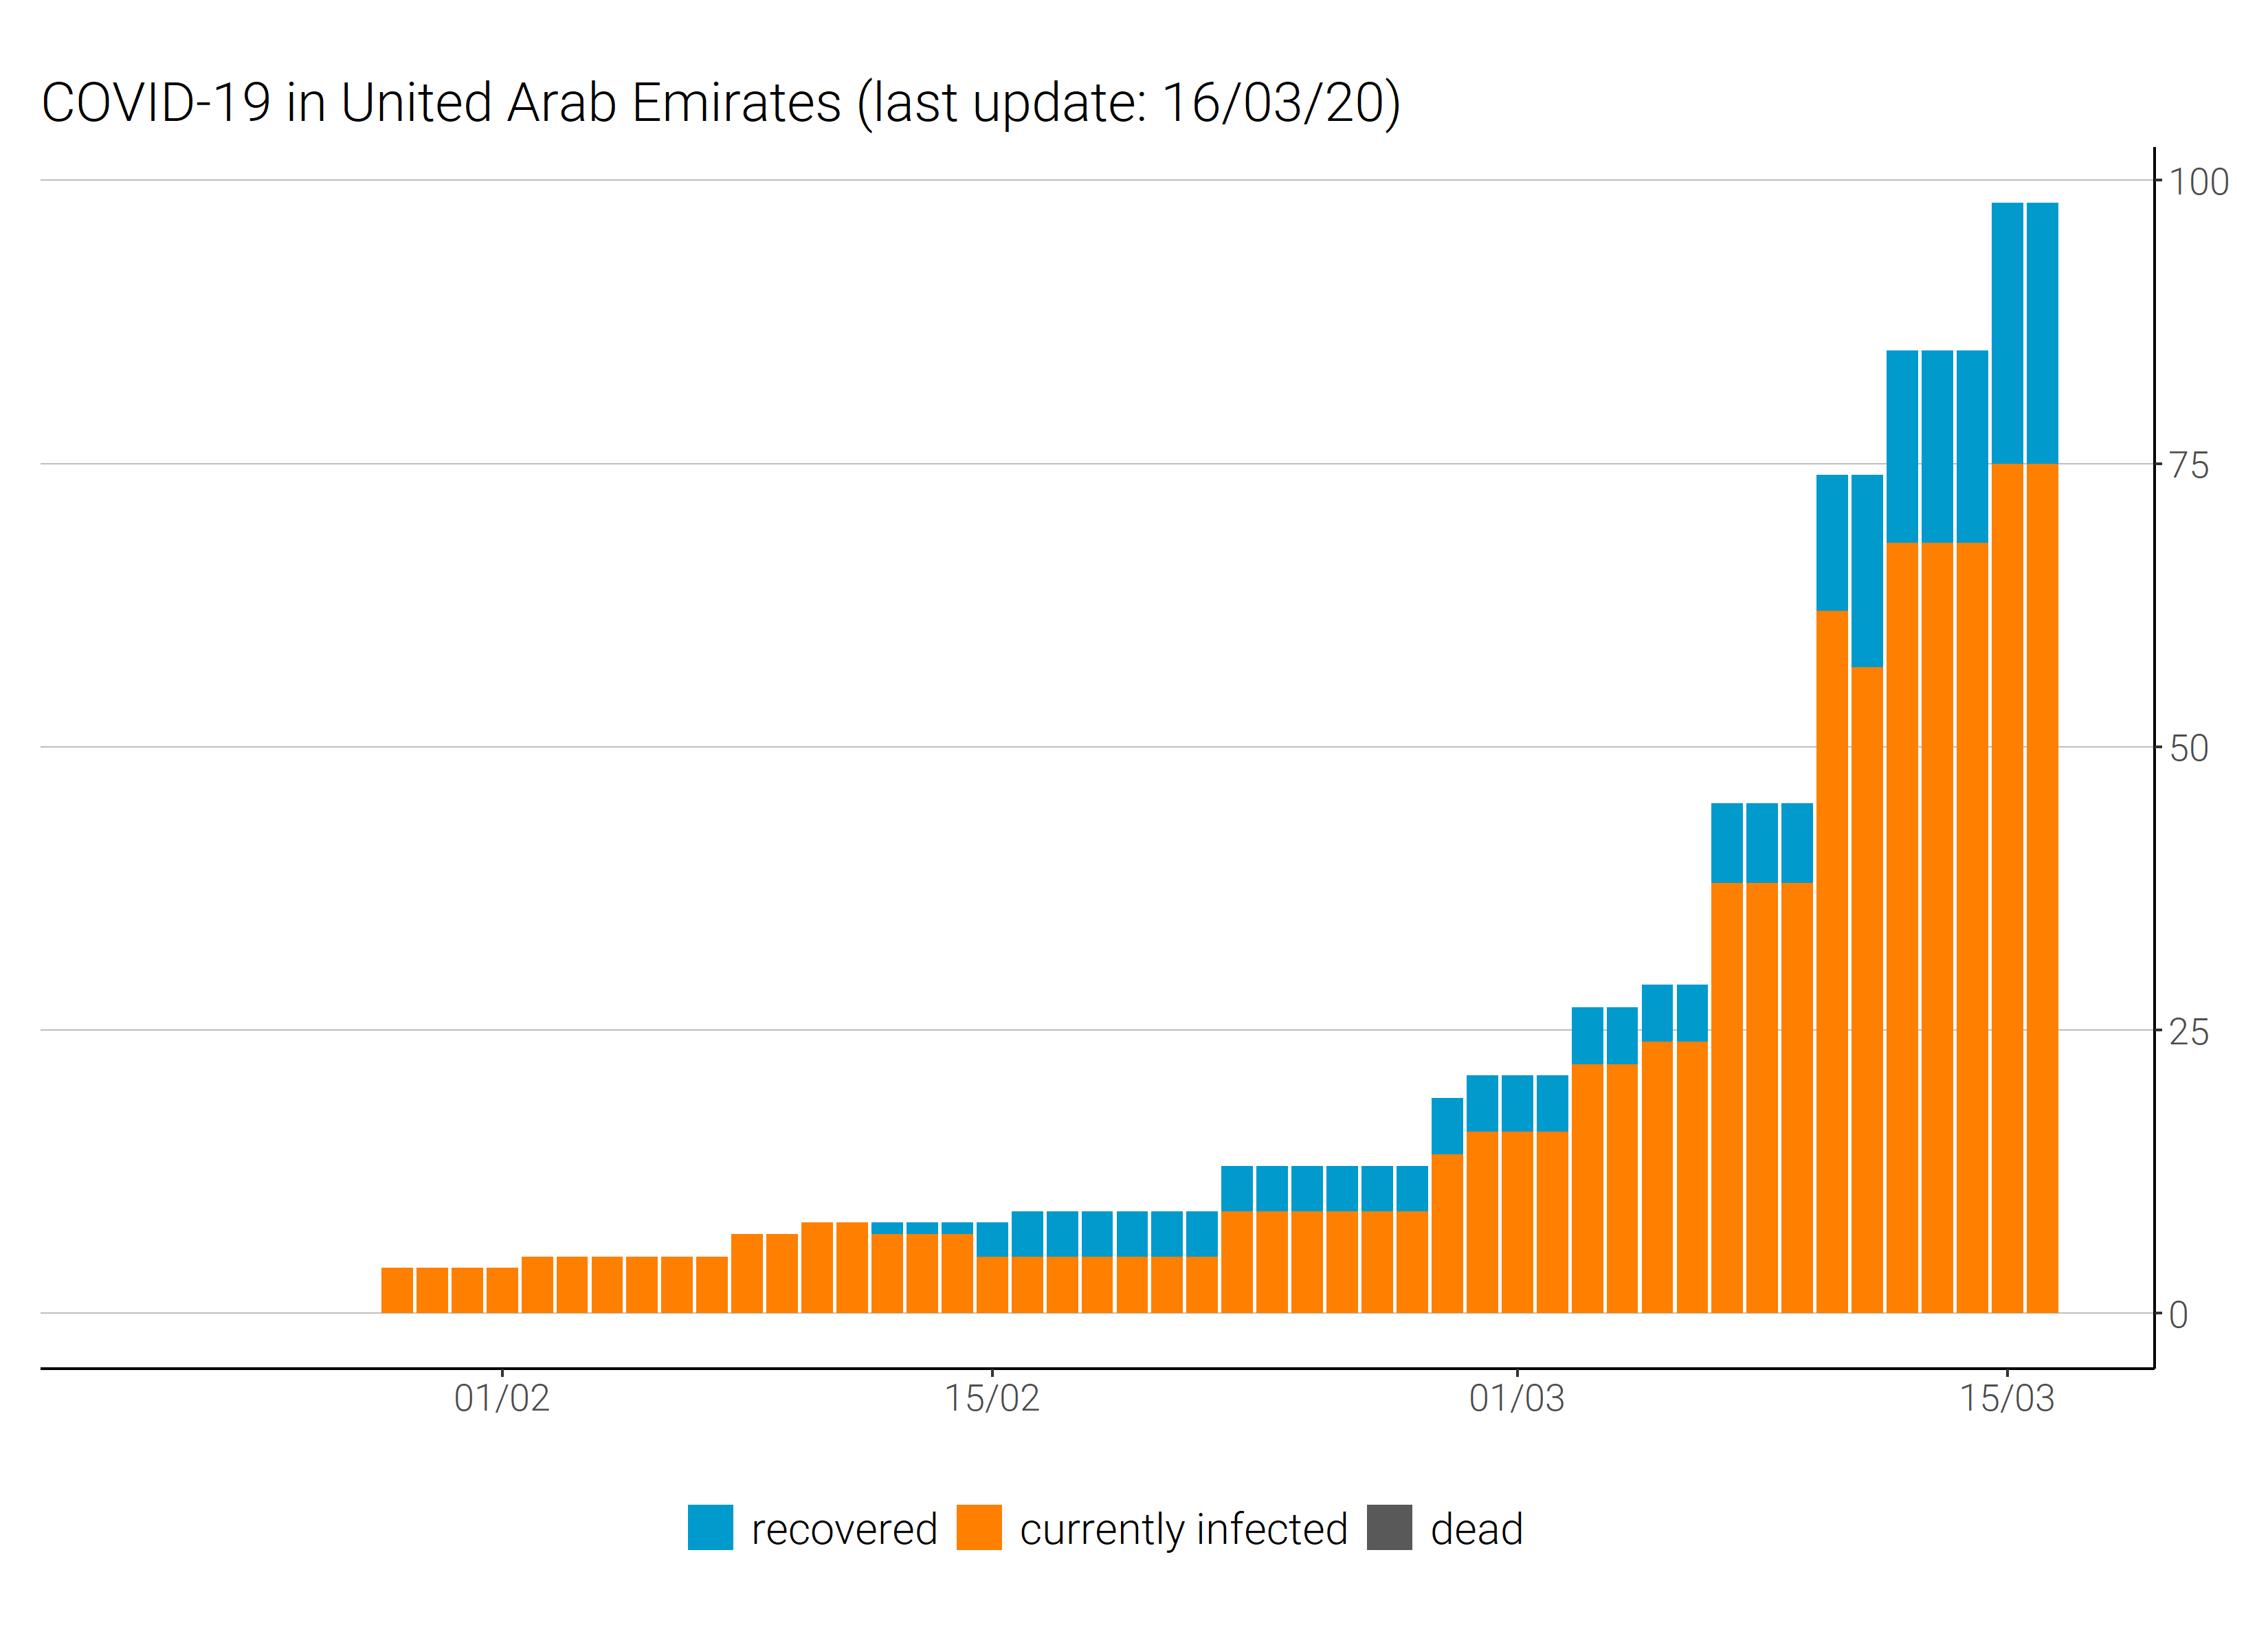 COVID-19 in United Arab Emirates (last update: 16/03/20)
100
75
50
25
0
01/02 15/02 01/03 15/03
recovered currently infected dead